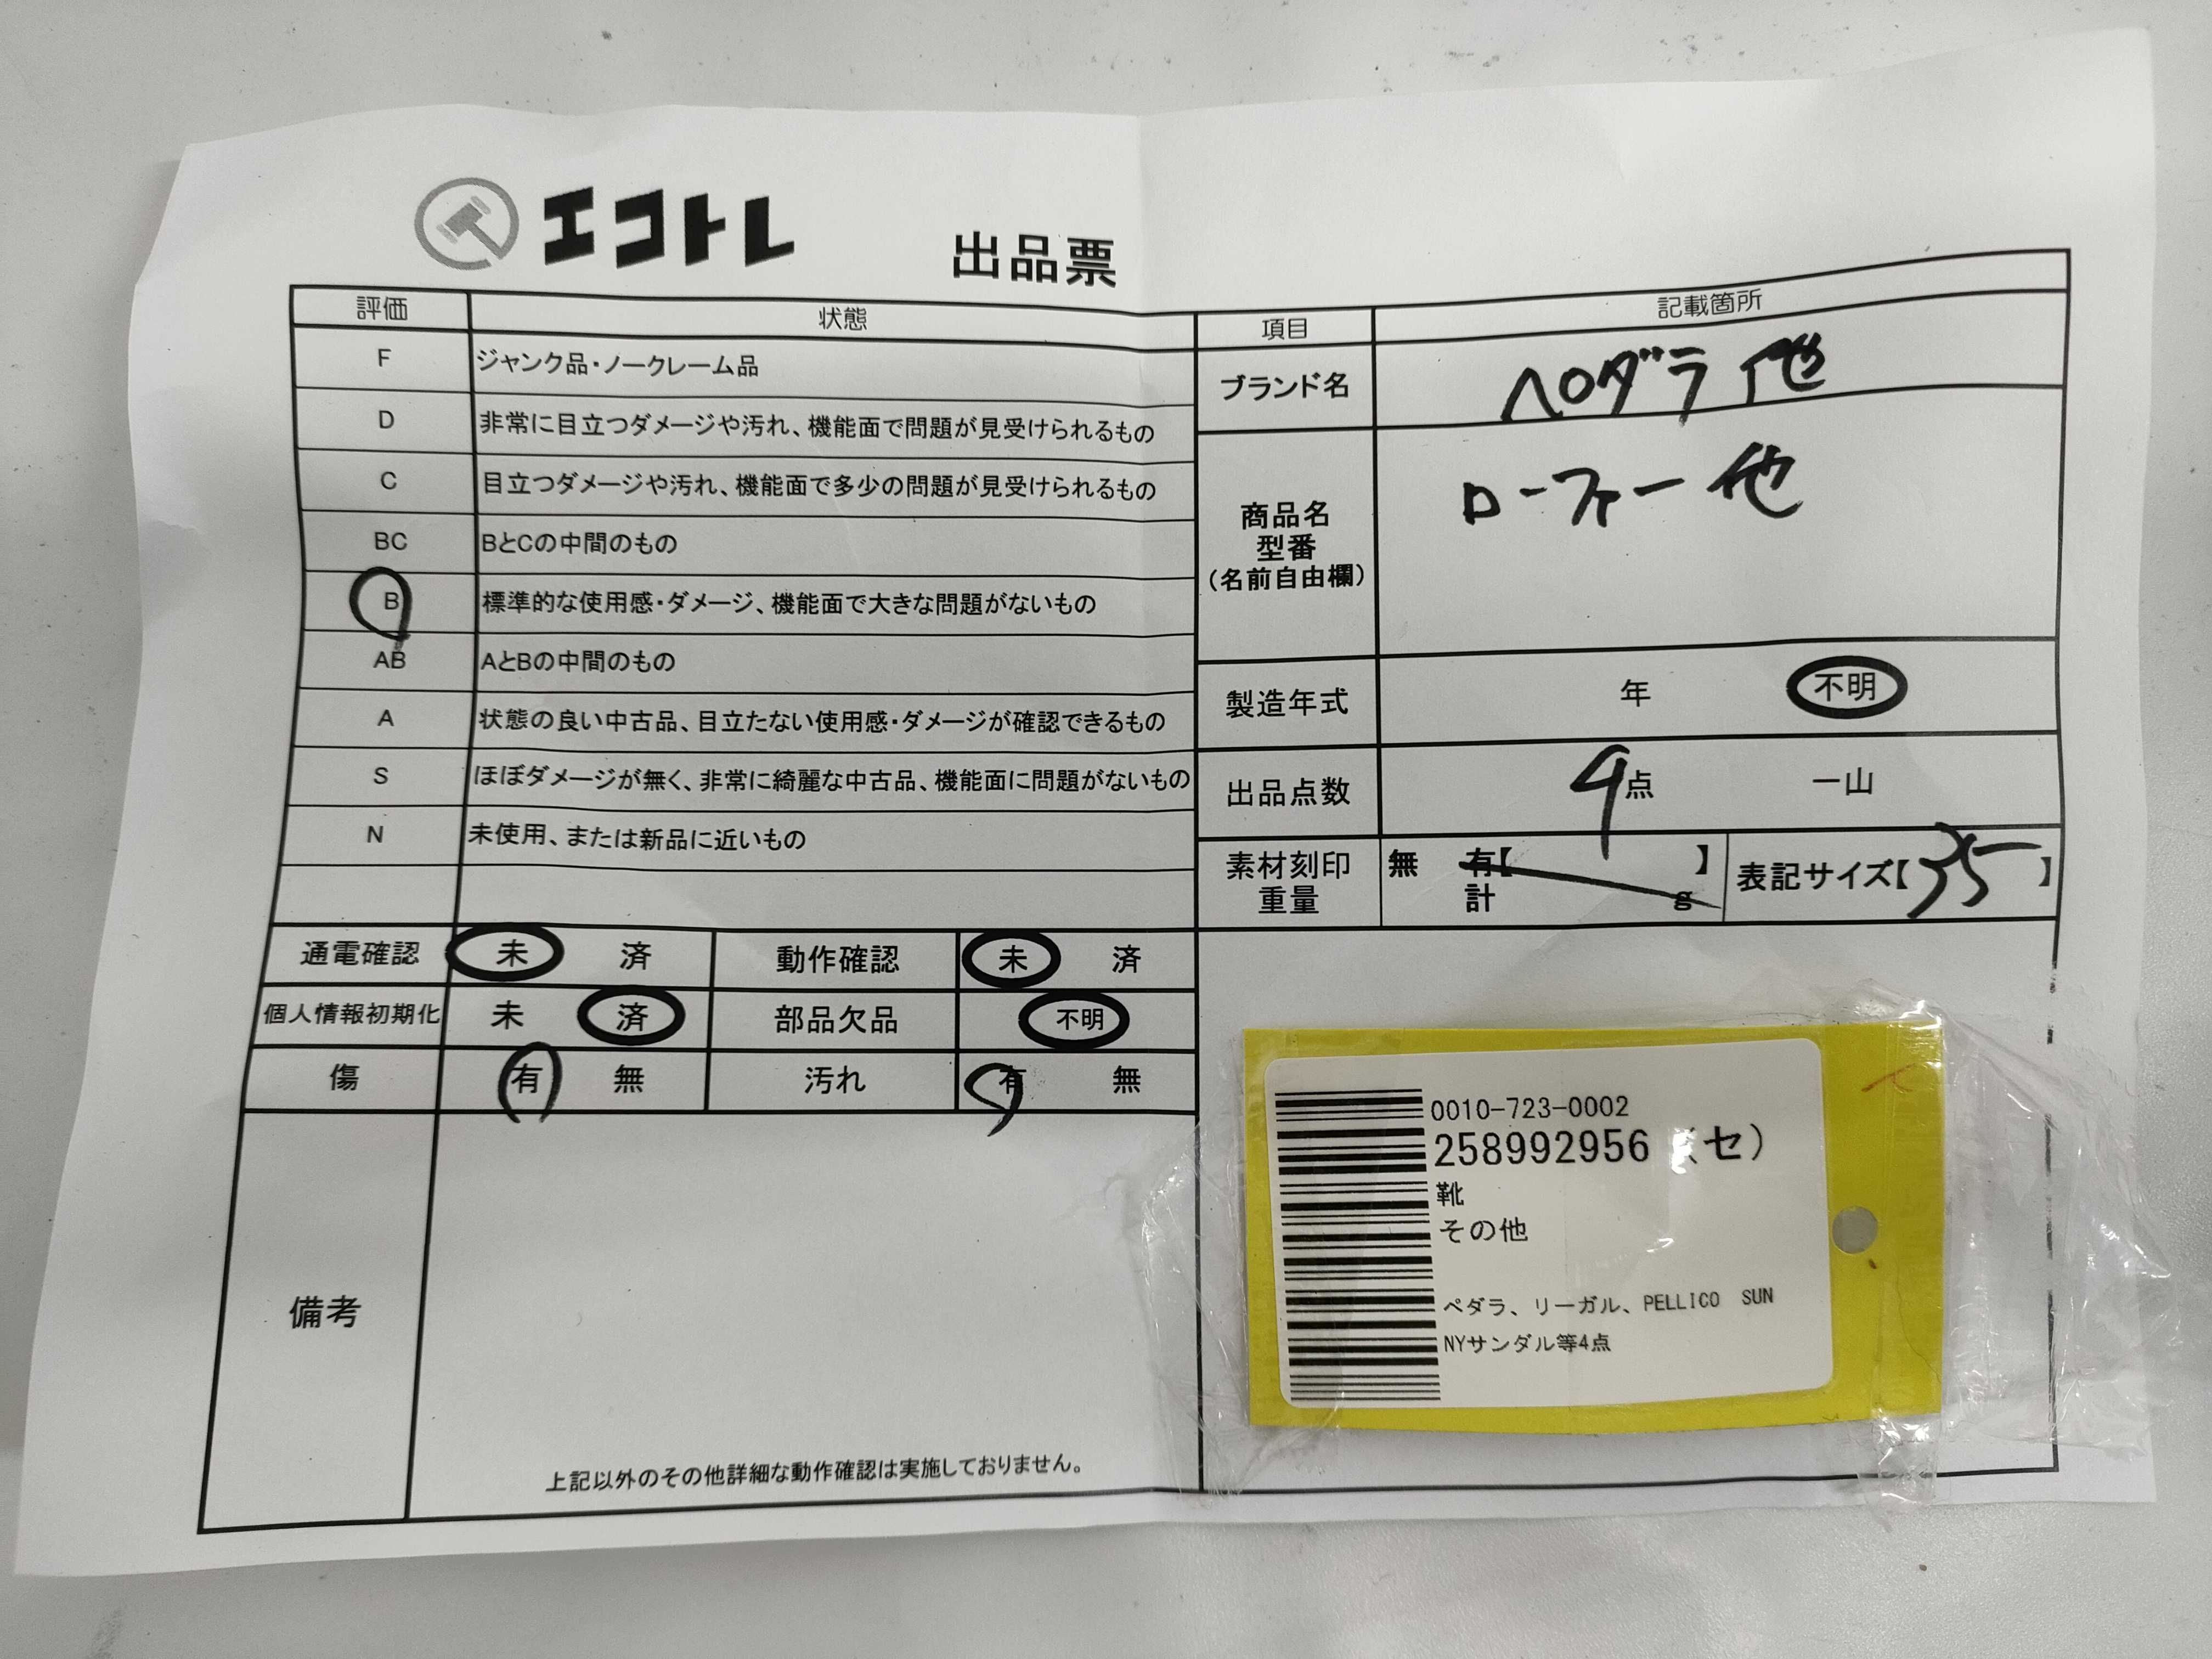 エコトレ
出品票
評価 状態
F ジャンク品・ノークレーム品
D 非常に目立つダメージや汚れ、機能面で問題が見受けられるもの
C 目立つダメージや汚れ、機能面で多少の問題が見受けられるもの
BC BとCの中間のもの
B 標準的な使用感・ダメージ、機能面で大きな問題がないもの
AB AとBの中間のもの
A 状態の良い中古品、目立たない使用感・ダメージが確認できるもの
S ほぼダメージが無く、非常に綺麗な中古品、機能面に問題がないもの
N 未使用、または新品に近いもの
項目 記載箇所
ブランド名 ペダラ 他
商品名
型番
(名前自由欄)
ローファー 他
製造年式 年 不明
出品点数 4点 一山
素材刻印
重量
無 有【 】
計 g
表記サイズ【35】
通電確認 未 済 動作確認 未 済
個人情報初期化 未 済 部品欠品 不明
傷 有 無 汚れ 有 無
備考
上記以外のその他詳細な動作確認は実施しておりません。
0010-723-0002
258992956 (セ)
靴
その他
ペダラ、リーガル、PELLICO SUN
NYサンダル等4点